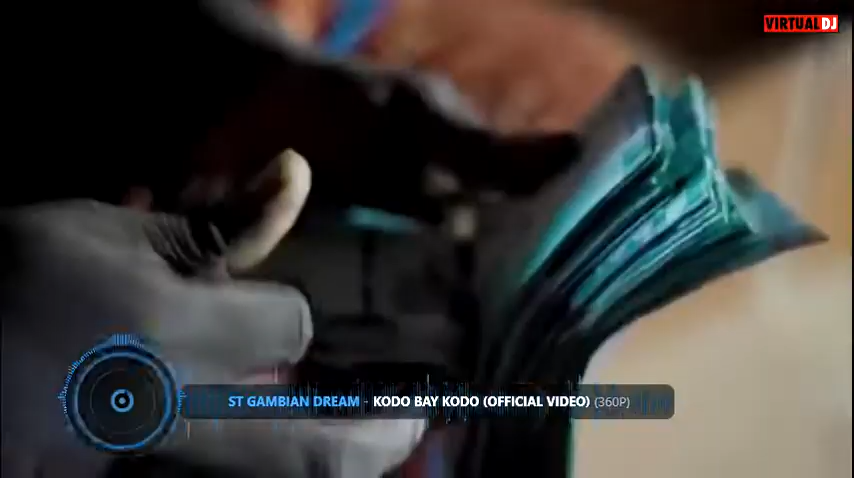 VIRTUALDJ
ST GAMBIAN DREAM - KODO BAY KODO (OFFICIAL VIDEO) (360P)